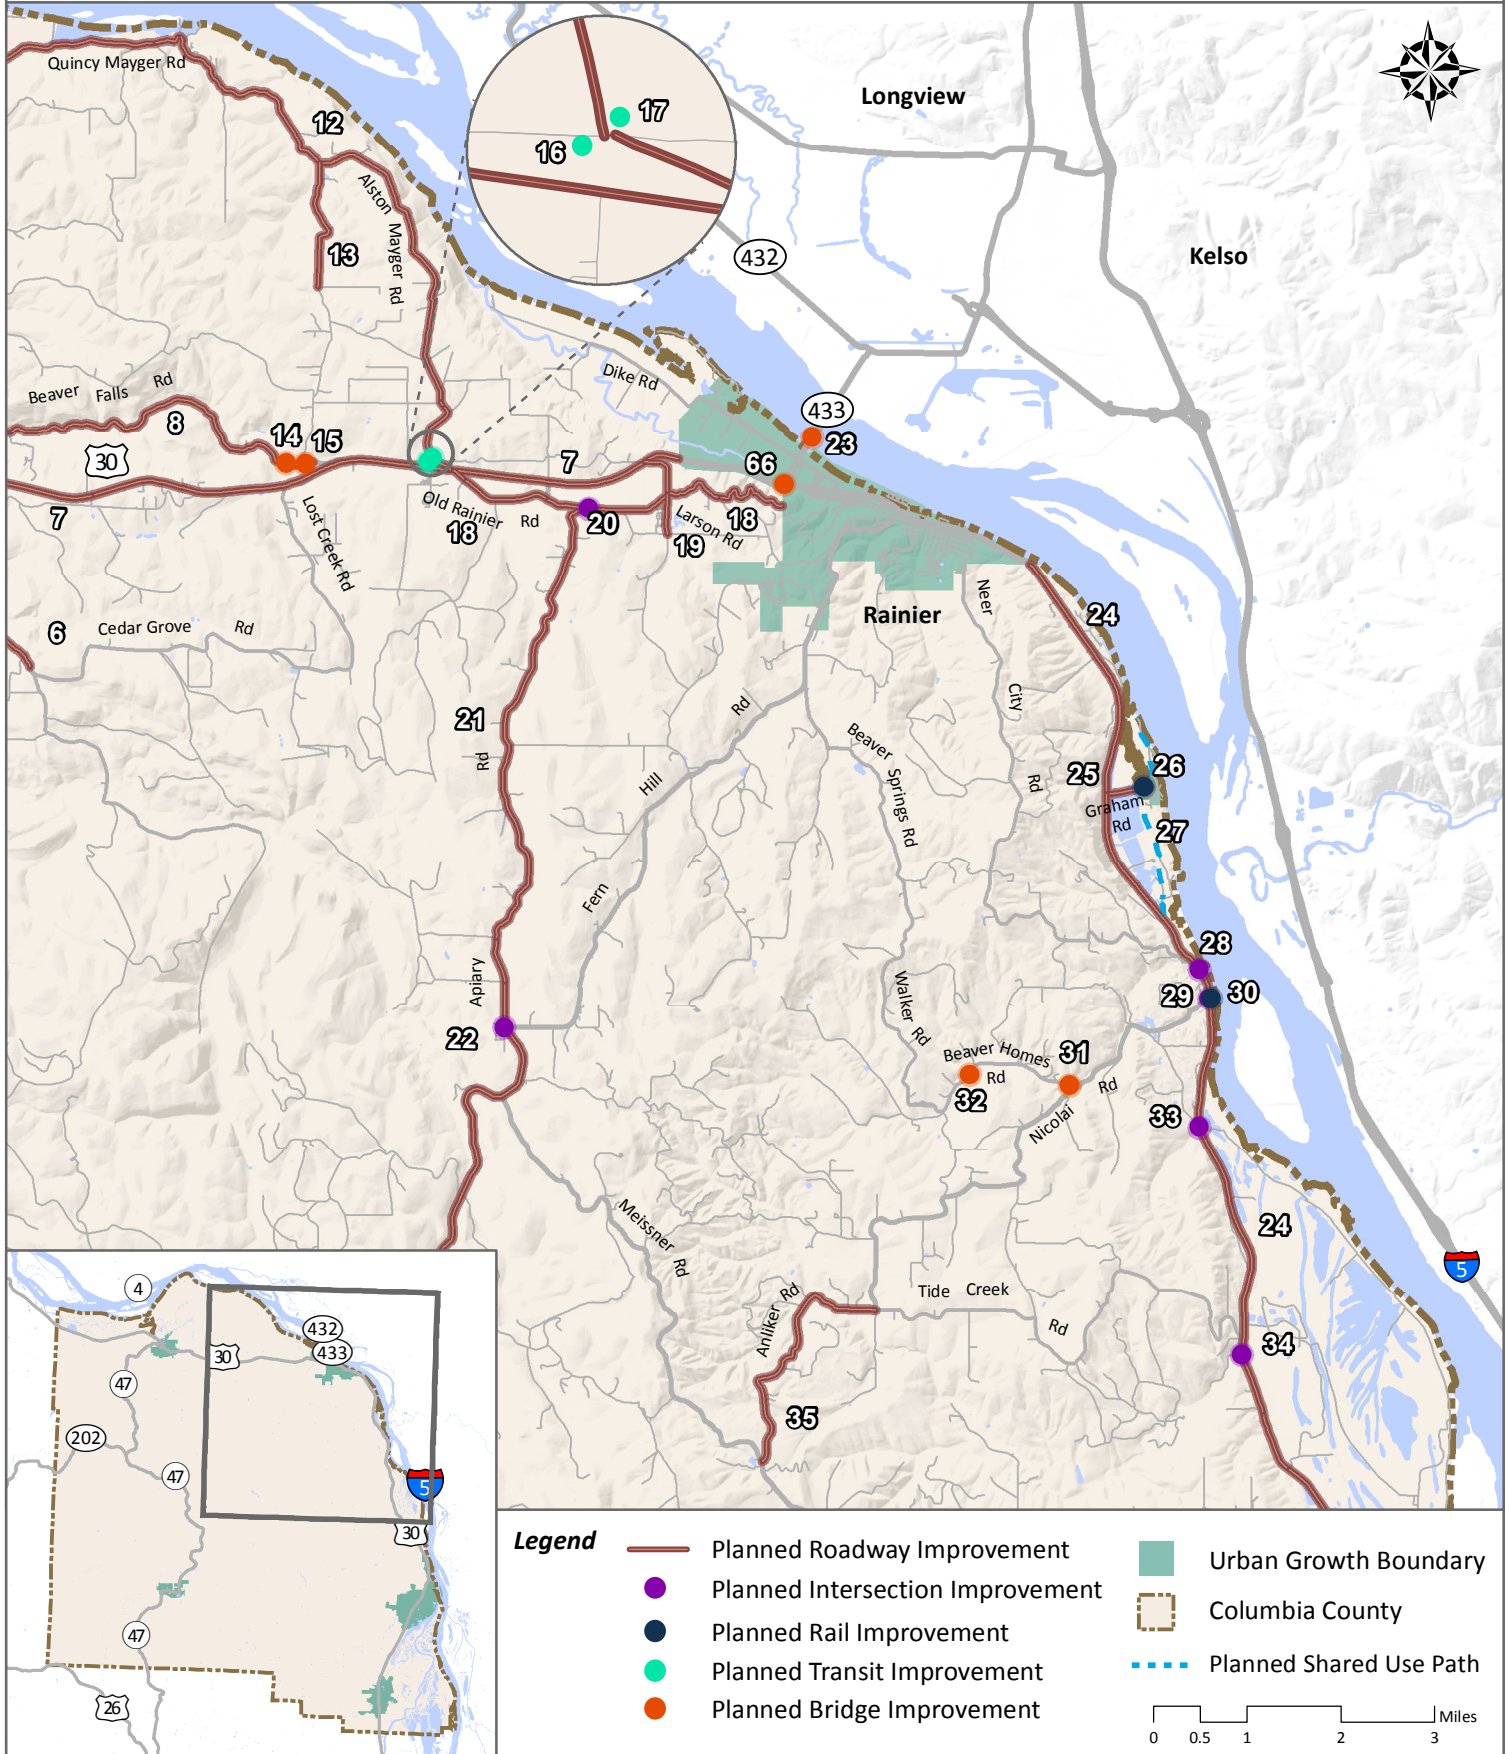 Quincy Mayger Rd
12
17
16
Longview
Kelso
432
Alston Mayger Rd
13
Dike Rd
Beaver Falls Rd
8
30
14
15
433
23
7
66
7
Old Rainier Rd
18
20
Larson Rd
18
19
Lost Creek Rd
6
Cedar Grove Rd
Rainier
Neer City Rd
24
21
Apiary Rd
Fern Hill Rd
Beaver Springs Rd
25
26
Graham Rd
27
28
29
30
22
Walker Rd
Beaver Homes Rd
31
32
Nicolai Rd
33
Meissner Rd
24
5
Anliker Rd
Tide Creek Rd
34
35
4
432
433
30
47
202
47
5
30
47
26
Legend
Planned Roadway Improvement
Planned Intersection Improvement
Planned Rail Improvement
Planned Transit Improvement
Planned Bridge Improvement
Urban Growth Boundary
Columbia County
Planned Shared Use Path
Miles
0 0.5 1 2 3